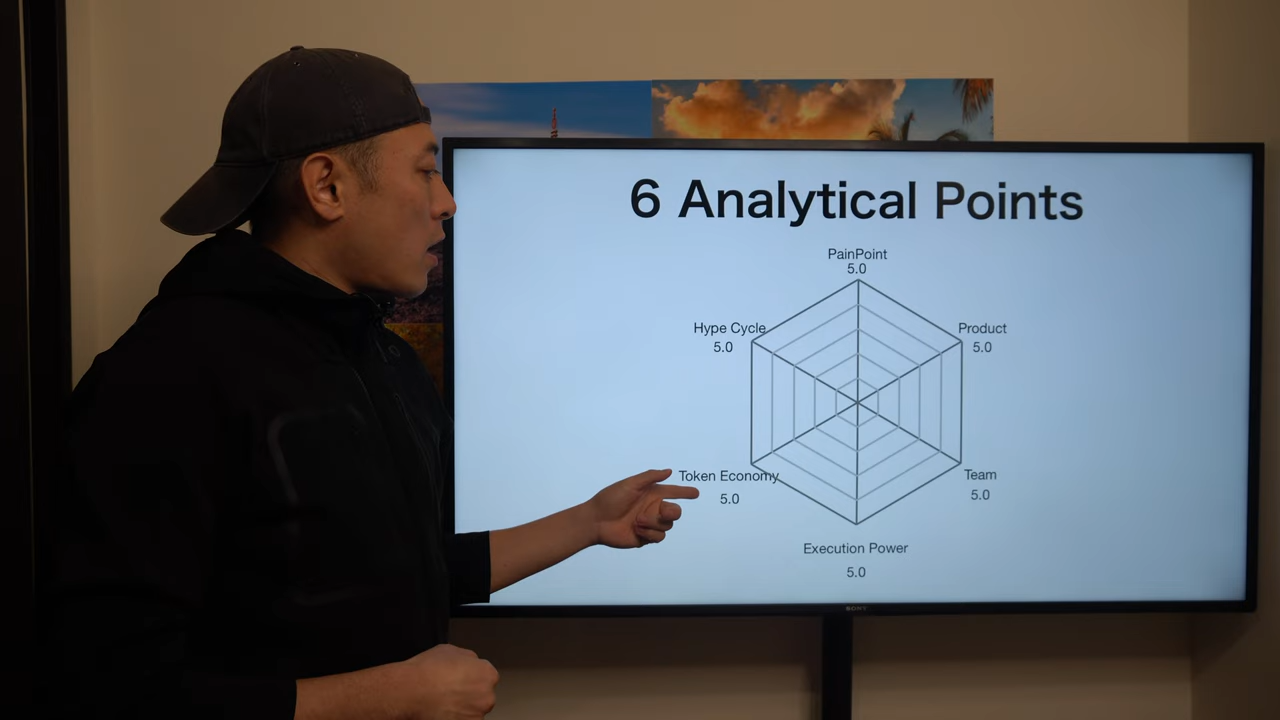 6 Analytical Points
PainPoint
5.0
Hype Cycle
5.0
Product
5.0
Token Economy
5.0
Team
5.0
Execution Power
5.0
SONY